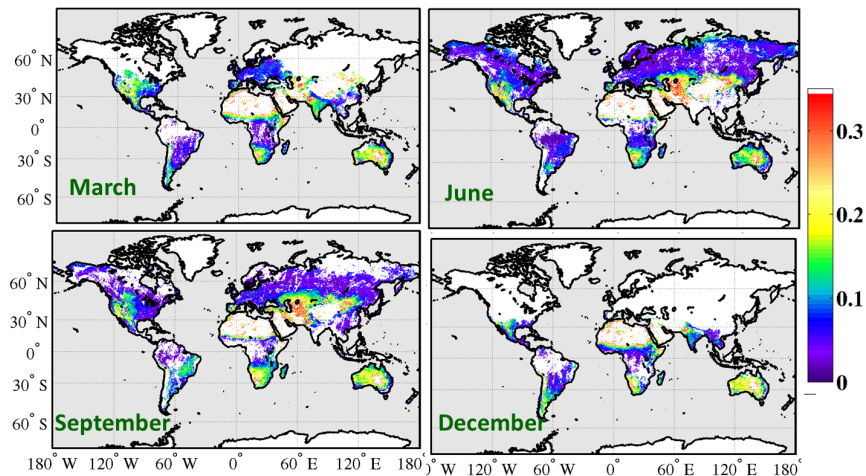 60° N
30° N
0°
30° S
60° S
March
June
0.3
0.2
0.1
0
60° N
30° N
0°
30° S
60° S
September
December
180° W 120° W 60° W 0° 60° E 120° E 180°
0° W 120° W 60° W 0° 60° E 120° E 180°